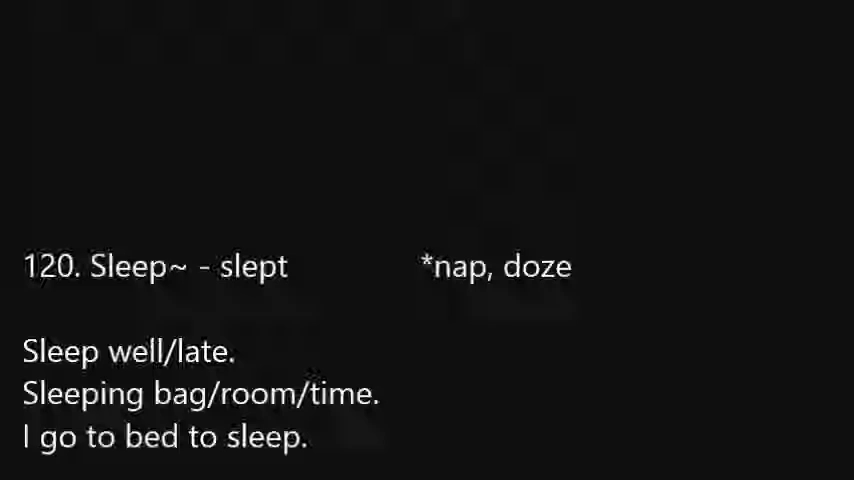 120. Sleep~ - slept *nap, doze
Sleep well/late.
Sleeping bag/room/time.
I go to bed to sleep.